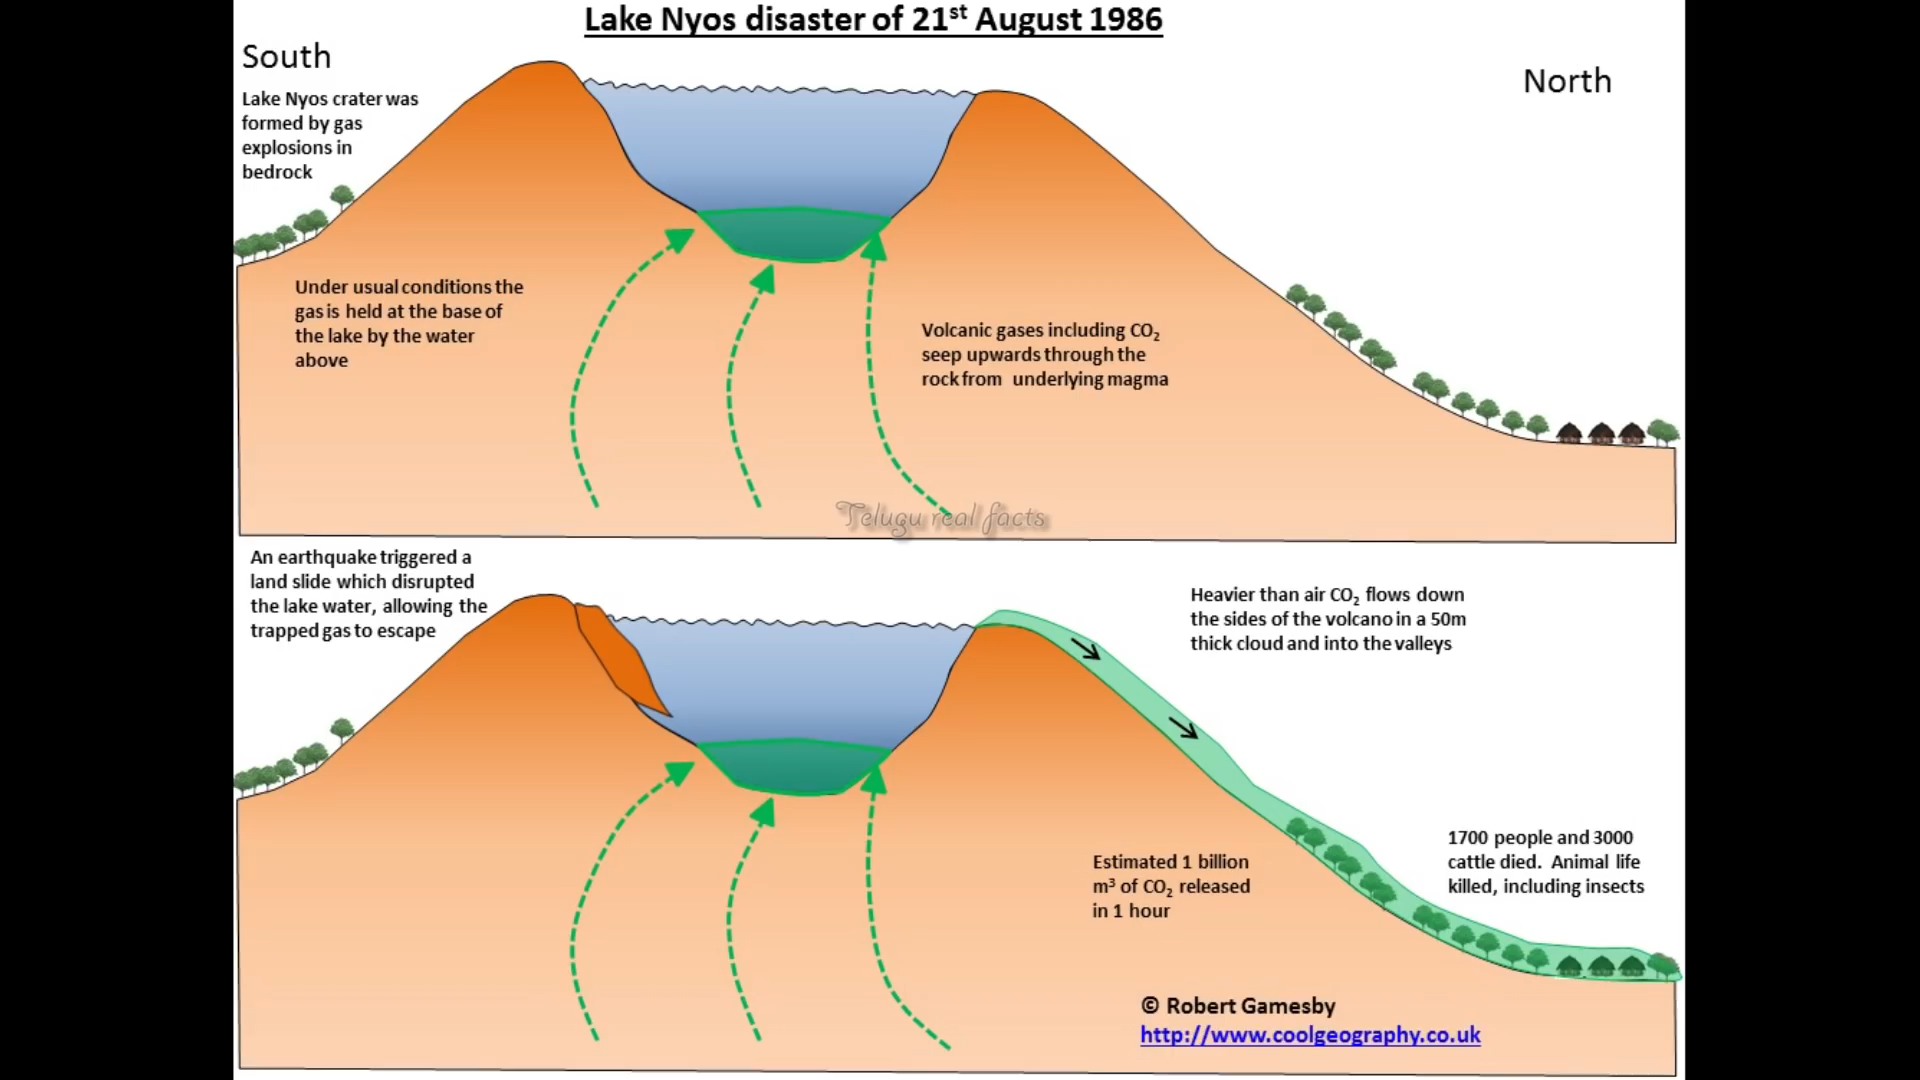 Lake Nyos disaster of 21st August 1986
South
North
Lake Nyos crater was
formed by gas
explosions in
bedrock
Under usual conditions the
gas is held at the base of
the lake by the water
above
Volcanic gases including CO₂
seep upwards through the
rock from underlying magma
Telugu real facts
An earthquake triggered a
land slide which disrupted
the lake water, allowing the
trapped gas to escape
Heavier than air CO₂ flows down
the sides of the volcano in a 50m
thick cloud and into the valleys
Estimated 1 billion
m³ of CO₂ released
in 1 hour
1700 people and 3000
cattle died. Animal life
killed, including insects
© Robert Gamesby
http://www.coolgeography.co.uk